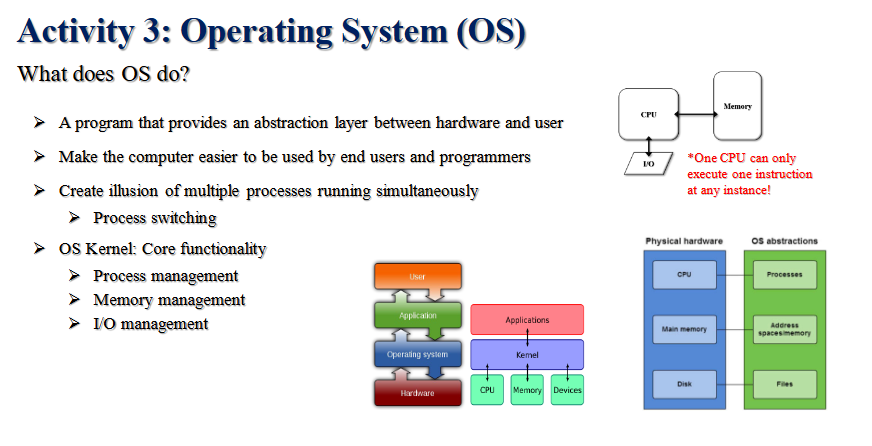 Activity 3: Operating System (OS)
What does OS do?
A program that provides an abstraction layer between hardware and user
Make the computer easier to be used by end users and programmers
Create illusion of multiple processes running simultaneously
Process switching
OS Kernel: Core functionality
Process management
Memory management
I/O management
CPU
Memory
I/O
*One CPU can only
execute one instruction
at any instance!
User
Application
Operating system
Hardware
Applications
Kernel
CPU
Memory
Devices
Physical hardware
OS abstractions
CPU
Processes
Main memory
Address
spaces/memory
Disk
Files